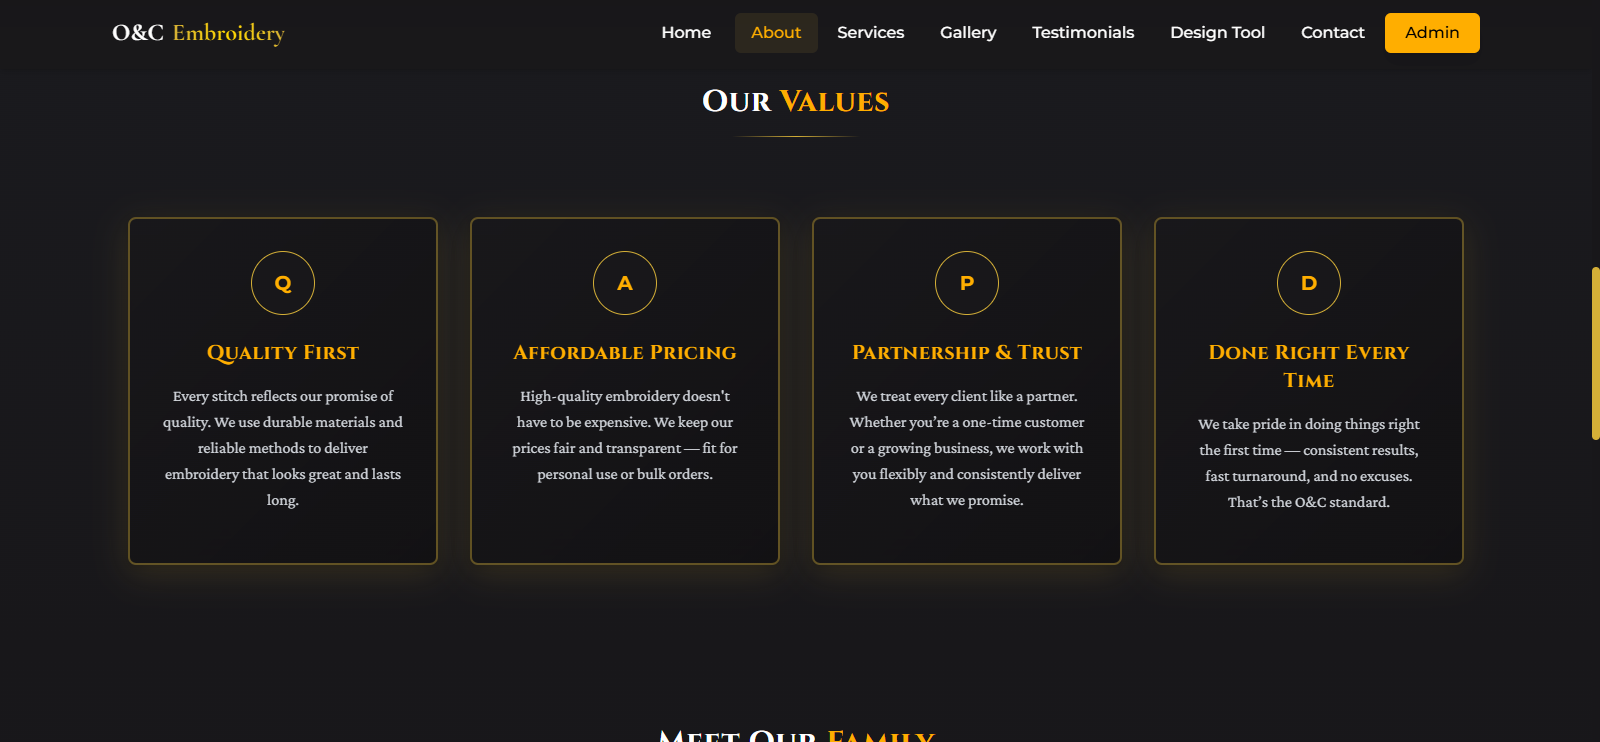 O&C Embroidery
Home About Services Gallery Testimonials Design Tool Contact Admin
Our Values
Q
Quality First
Every stitch reflects our promise of
quality. We use durable materials and
reliable methods to deliver
embroidery that looks great and lasts
long.
A
Affordable Pricing
High-quality embroidery doesn't
have to be expensive. We keep our
prices fair and transparent — fit for
personal use or bulk orders.
P
Partnership & Trust
We treat every client like a partner.
Whether you’re a one-time customer
or a growing business, we work with
you flexibly and consistently deliver
what we promise.
D
Done Right Every
Time
We take pride in doing things right
the first time — consistent results,
fast turnaround, and no excuses.
That’s the O&C standard.
Meet Our Family